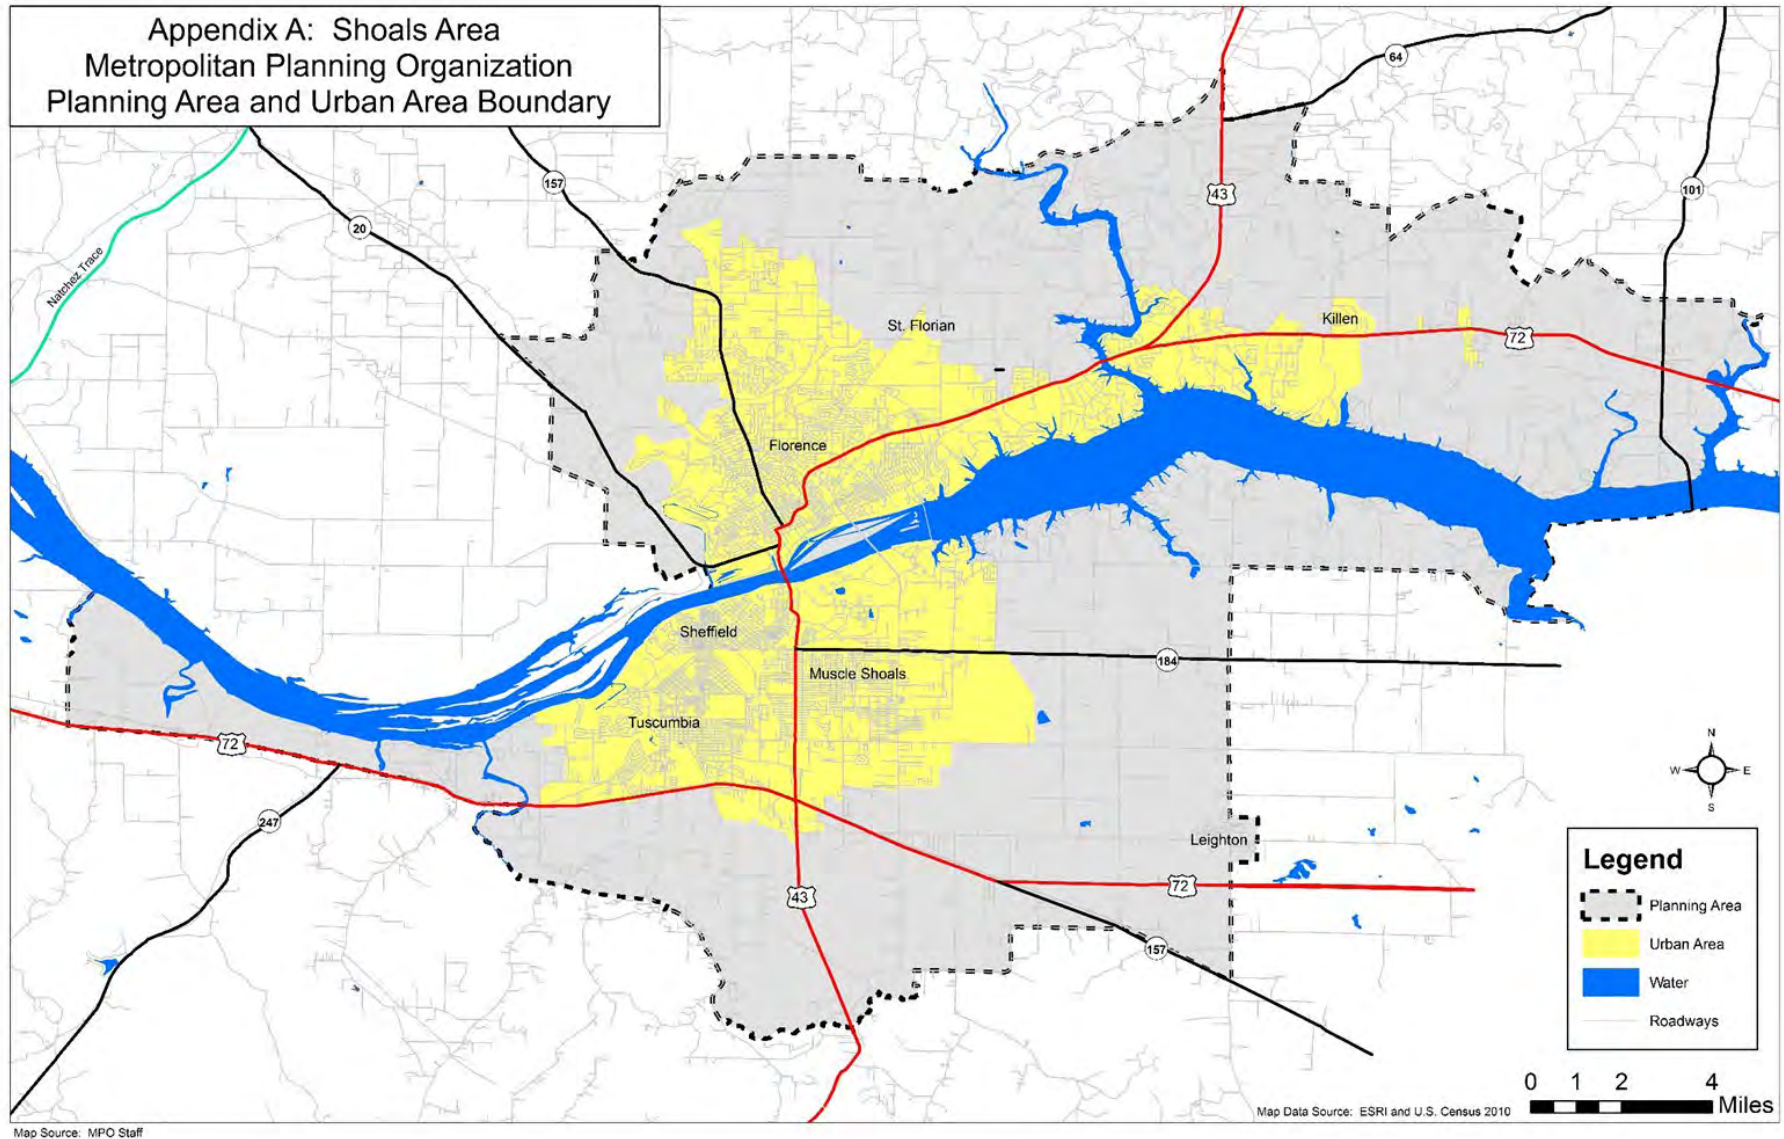 Appendix A: Shoals Area
Metropolitan Planning Organization
Planning Area and Urban Area Boundary
64
157
101
43
20
Natchez Trace
St. Florian
Killen
72
Florence
Sheffield
184
Muscle Shoals
Tuscumbia
72
N
W E
S
247
Leighton
72
43
157
Legend
Planning Area
Urban Area
Water
Roadways
0 1 2 4
Miles
Map Data Source: ESRI and U.S. Census 2010
Map Source: MPO Staff